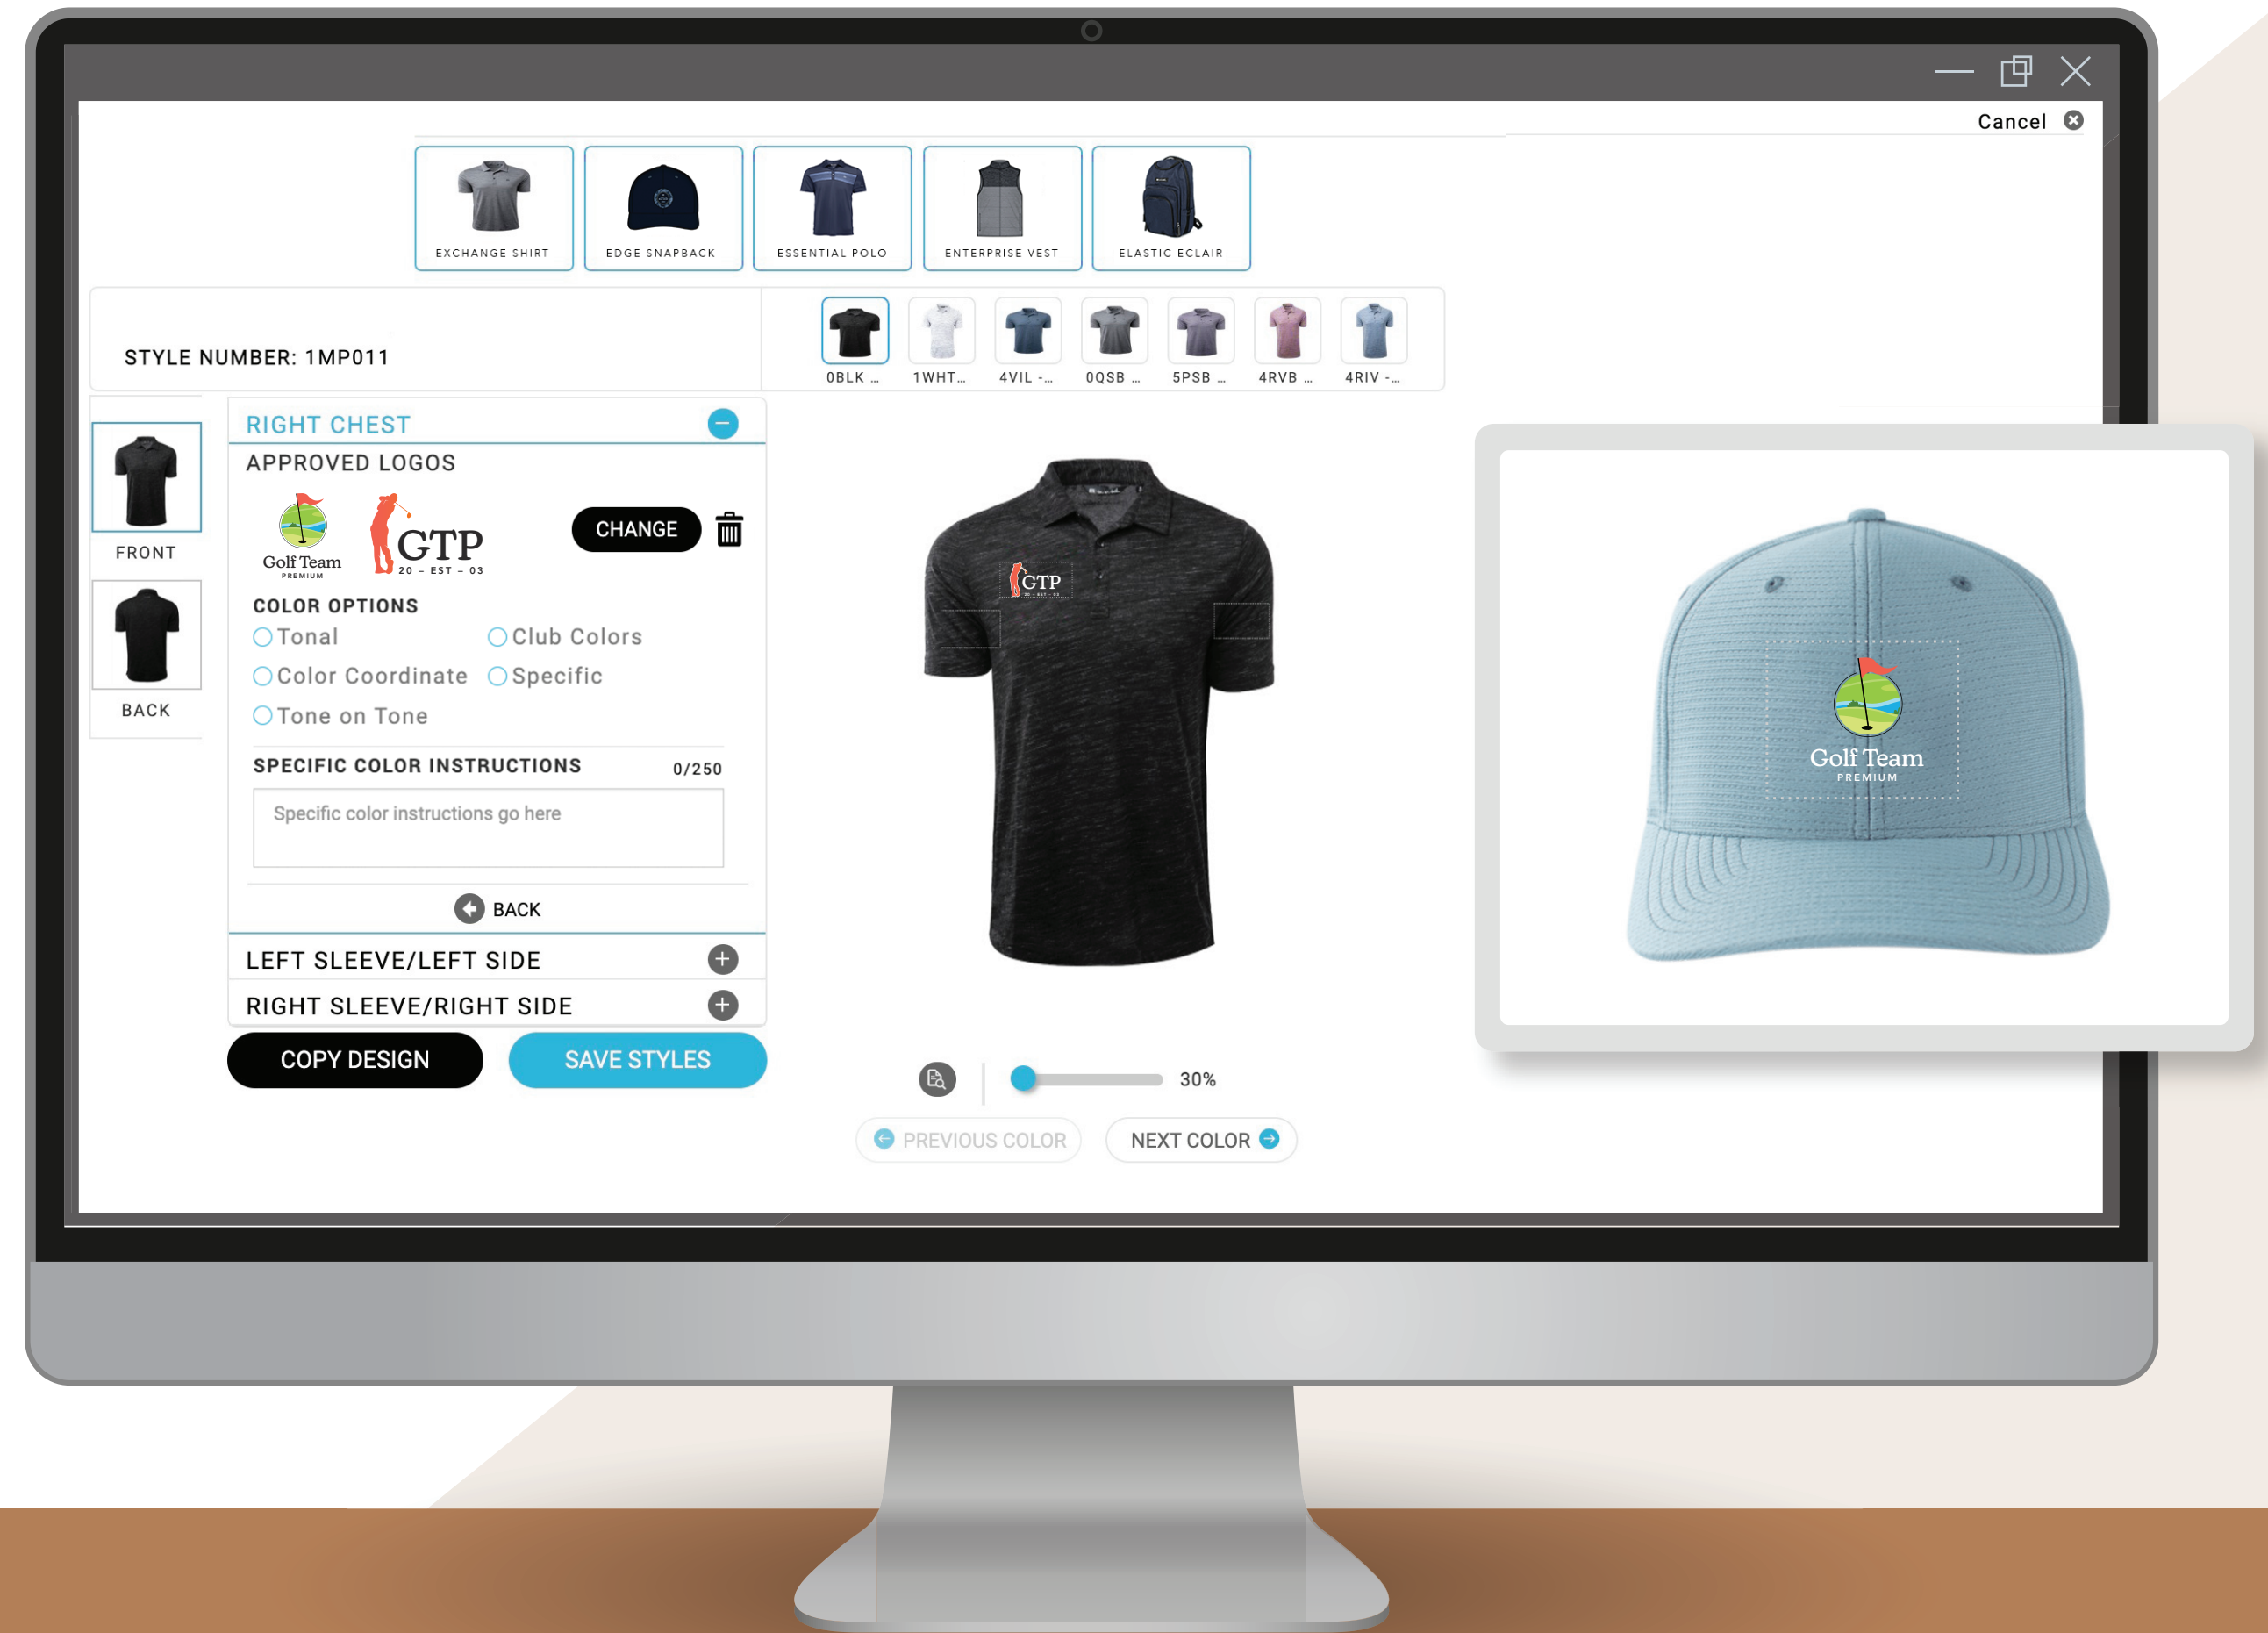 Cancel
EXCHANGE SHIRT
EDGE SNAPBACK
ESSENTIAL POLO
ENTERPRISE VEST
ELASTIC ECLAIR
STYLE NUMBER: 1MP011
0BLK ...
1WHT...
4VIL -...
0QSB ...
5PSB ...
4RVB ...
4RIV -...
FRONT
BACK
RIGHT CHEST
APPROVED LOGOS
Golf Team
PREMIUM
GTP
20 – EST – 03
CHANGE
COLOR OPTIONS
Tonal
Club Colors
Color Coordinate
Specific
Tone on Tone
SPECIFIC COLOR INSTRUCTIONS 0/250
Specific color instructions go here
BACK
LEFT SLEEVE/LEFT SIDE
RIGHT SLEEVE/RIGHT SIDE
COPY DESIGN
SAVE STYLES
GTP
20 – EST – 03
30%
PREVIOUS COLOR
NEXT COLOR
Golf Team
PREMIUM